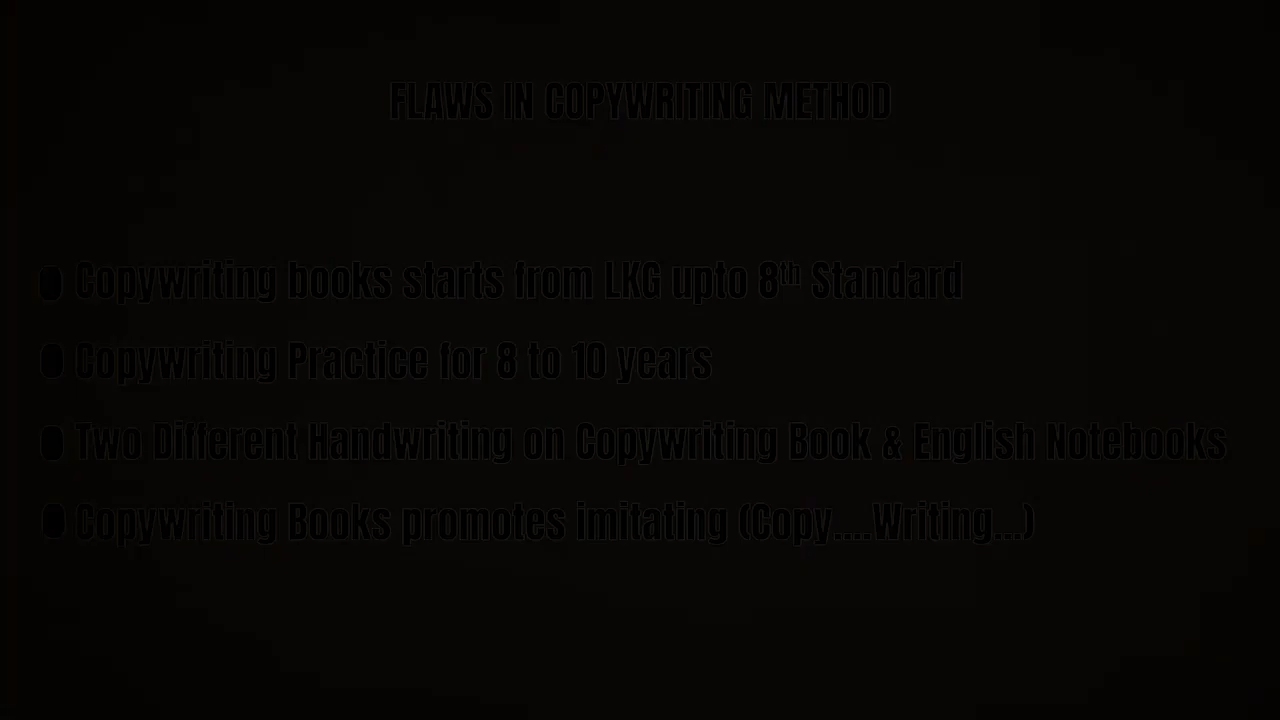 FLAWS IN COPYWRITING METHOD
Copywriting books starts from LKG upto 8th Standard
Copywriting Practice for 8 to 10 years
Two Different Handwriting on Copywriting Book & English Notebooks
Copywriting Books promotes imitating (Copy....Writing...)